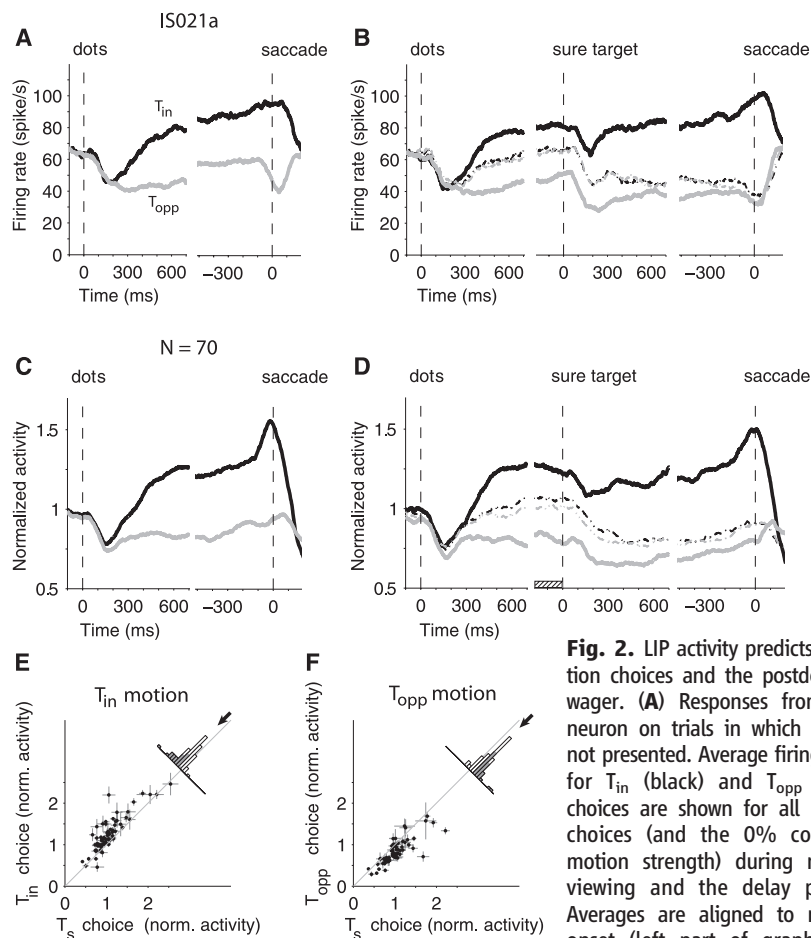 IS021a
A
B
dots
saccade
dots
sure target
saccade
Firing rate (spike/s)
100
80
60
40
20
0
T_in
T_opp
0 300 600
−300 0
Time (ms)
Firing rate (spike/s)
100
80
60
40
20
0
0 300 600
0 300 600
−300 0
Time (ms)
N = 70
C
D
dots
saccade
dots
sure target
saccade
Normalized activity
1.5
1
0.5
0 300 600
−300 0
Time (ms)
Normalized activity
1.5
1
0.5
0 300 600
0 300 600
−300 0
Time (ms)
E
T_in motion
T_in choice (norm. activity)
2
1
0
0 1 2
T_s choice (norm. activity)
F
T_opp motion
T_opp choice (norm. activity)
2
1
0
0 1 2
T_s choice (norm. activity)
Fig. 2. LIP activity predicts
tion choices and the postde
wager. (A) Responses from
neuron on trials in which
not presented. Average firin
for T_in (black) and T_opp
choices are shown for all
choices (and the 0% co
motion strength) during
viewing and the delay p
Averages are aligned to
onset (left part of graph